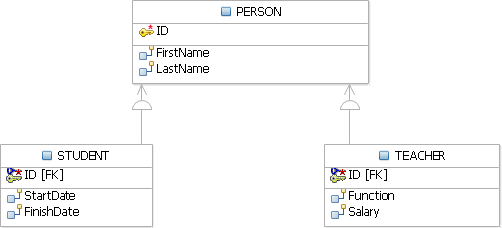 PERSON
ID
FirstName
LastName
STUDENT
ID [FK]
StartDate
FinishDate
TEACHER
ID [FK]
Function
Salary